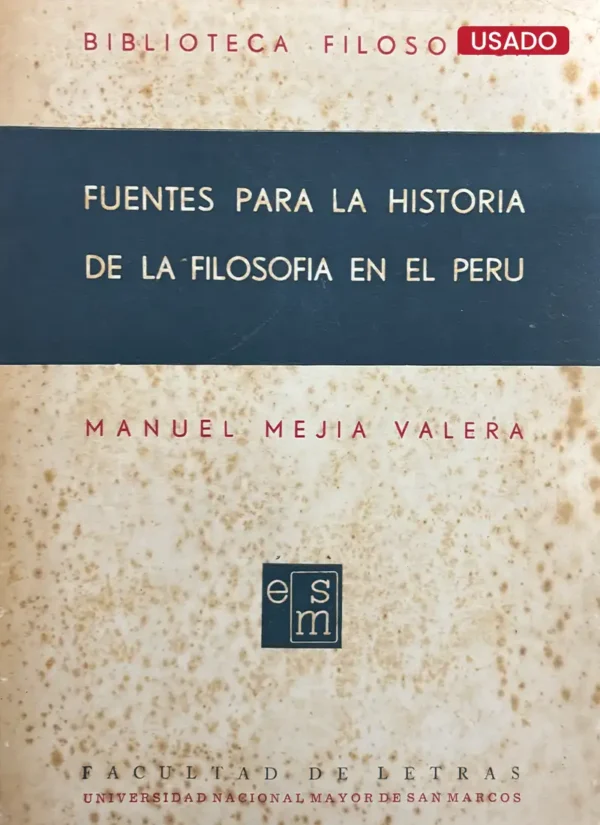 BIBLIOTECA FILOSO
USADO
FUENTES PARA LA HISTORIA
DE LA FILOSOFIA EN EL PERU
MANUEL MEJIA VALERA
e s
m
FACULTAD DE LETRAS
UNIVERSIDAD NACIONAL MAYOR DE SAN MARCOS